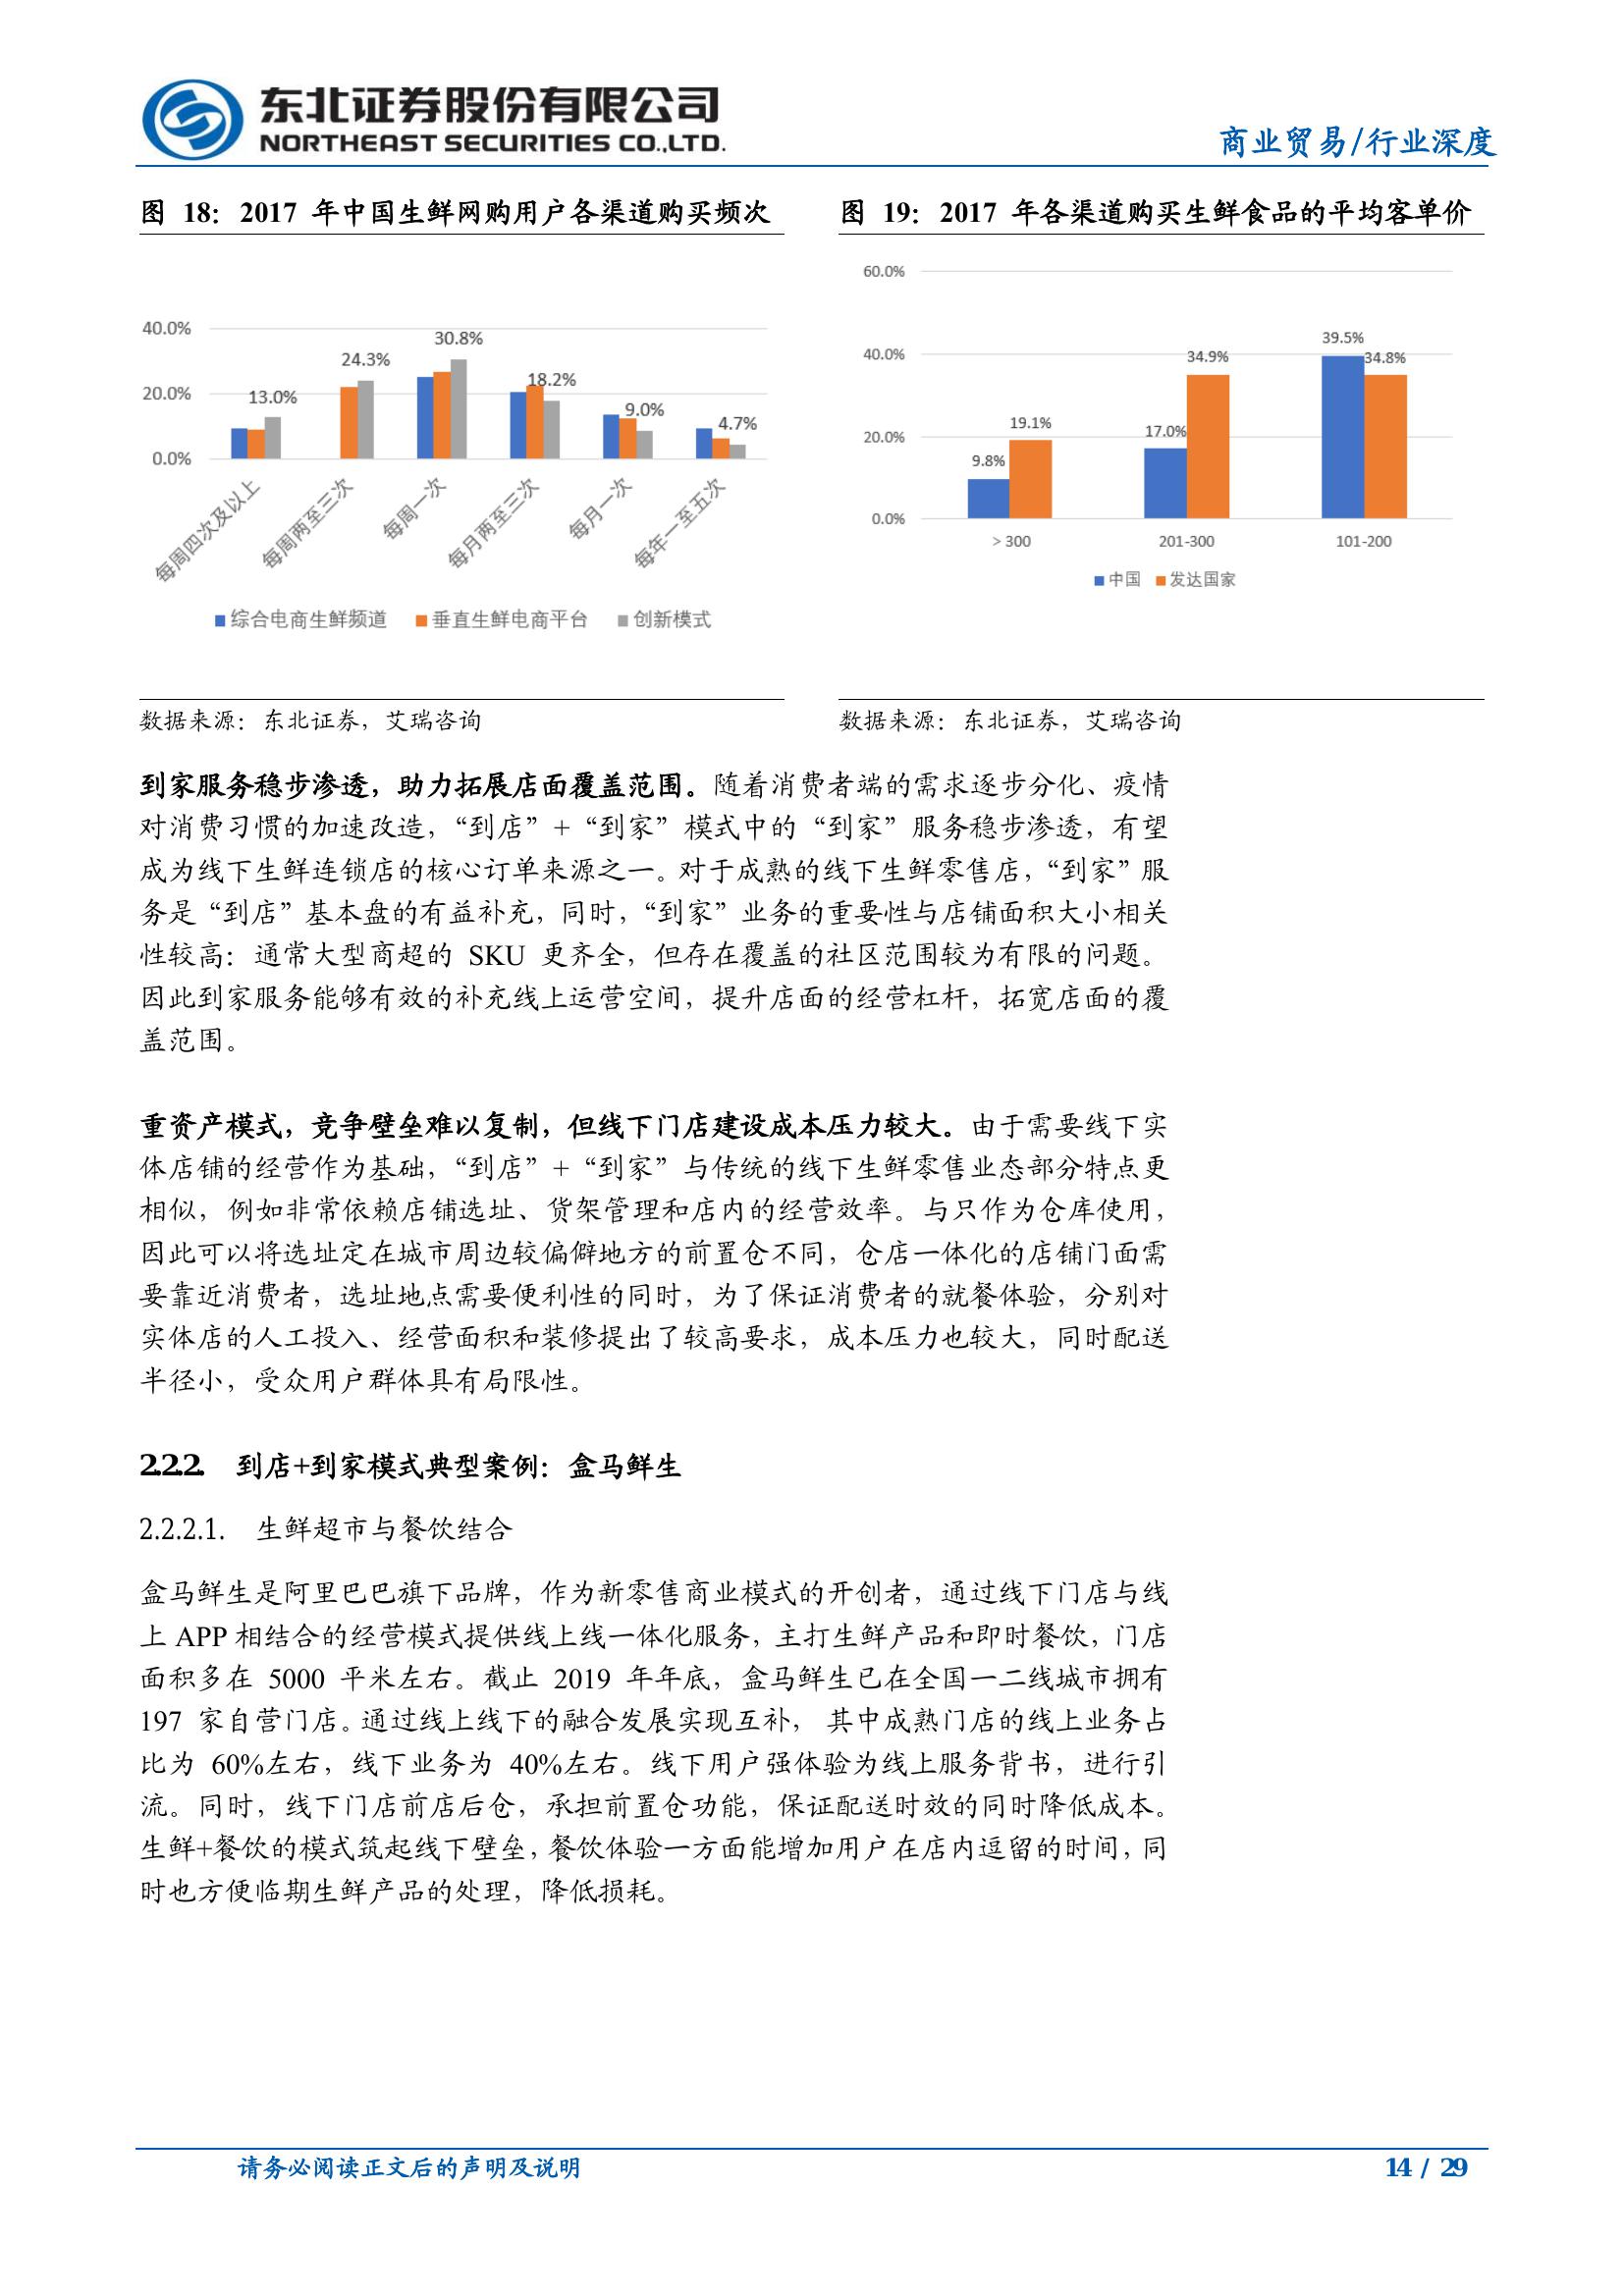 东北证券股份有限公司
NORTHEAST SECURITIES CO.,LTD.
商业贸易/行业深度
图 18：2017 年中国生鲜网购用户各渠道购买频次
40.0%
20.0%
0.0%
13.0%
24.3%
30.8%
18.2%
9.0%
4.7%
每周四次及以上
每周两至三次
每周一次
每月两至三次
每月一次
每年一至五次
综合电商生鲜频道 垂直生鲜电商平台 创新模式
数据来源：东北证券，艾瑞咨询
图 19：2017 年各渠道购买生鲜食品的平均客单价
60.0%
40.0%
20.0%
0.0%
9.8%
19.1%
17.0%
34.9%
39.5%
34.8%
> 300
201-300
101-200
中国 发达国家
数据来源：东北证券，艾瑞咨询
到家服务稳步渗透，助力拓展店面覆盖范围。随着消费者端的需求逐步分化、疫情
对消费习惯的加速改造，“到店”+“到家”模式中的“到家”服务稳步渗透，有望
成为线下生鲜连锁店的核心订单来源之一。对于成熟的线下生鲜零售店，“到家”服
务是“到店”基本盘的有益补充，同时，“到家”业务的重要性与店铺面积大小相关
性较高：通常大型商超的 SKU 更齐全，但存在覆盖的社区范围较为有限的问题。
因此到家服务能够有效的补充线上运营空间，提升店面的经营杠杆，拓宽店面的覆
盖范围。
重资产模式，竞争壁垒难以复制，但线下门店建设成本压力较大。由于需要线下实
体店铺的经营作为基础，“到店”+“到家”与传统的线下生鲜零售业态部分特点更
相似，例如非常依赖店铺选址、货架管理和店内的经营效率。与只作为仓库使用，
因此可以将选址定在城市周边较偏僻地方的前置仓不同，仓店一体化的店铺门面需
要靠近消费者，选址地点需要便利性的同时，为了保证消费者的就餐体验，分别对
实体店的人工投入、经营面积和装修提出了较高要求，成本压力也较大，同时配送
半径小，受众用户群体具有局限性。
2.2.2. 到店+到家模式典型案例：盒马鲜生
2.2.2.1. 生鲜超市与餐饮结合
盒马鲜生是阿里巴巴旗下品牌，作为新零售商业模式的开创者，通过线下门店与线
上 APP 相结合的经营模式提供线上线一体化服务，主打生鲜产品和即时餐饮，门店
面积多在 5000 平米左右。截止 2019 年年底，盒马鲜生已在全国一二线城市拥有
197 家自营门店。通过线上线下的融合发展实现互补， 其中成熟门店的线上业务占
比为 60%左右，线下业务为 40%左右。线下用户强体验为线上服务背书，进行引
流。同时，线下门店前店后仓，承担前置仓功能，保证配送时效的同时降低成本。
生鲜+餐饮的模式筑起线下壁垒，餐饮体验一方面能增加用户在店内逗留的时间，同
时也方便临期生鲜产品的处理，降低损耗。
请务必阅读正文后的声明及说明
14 / 29